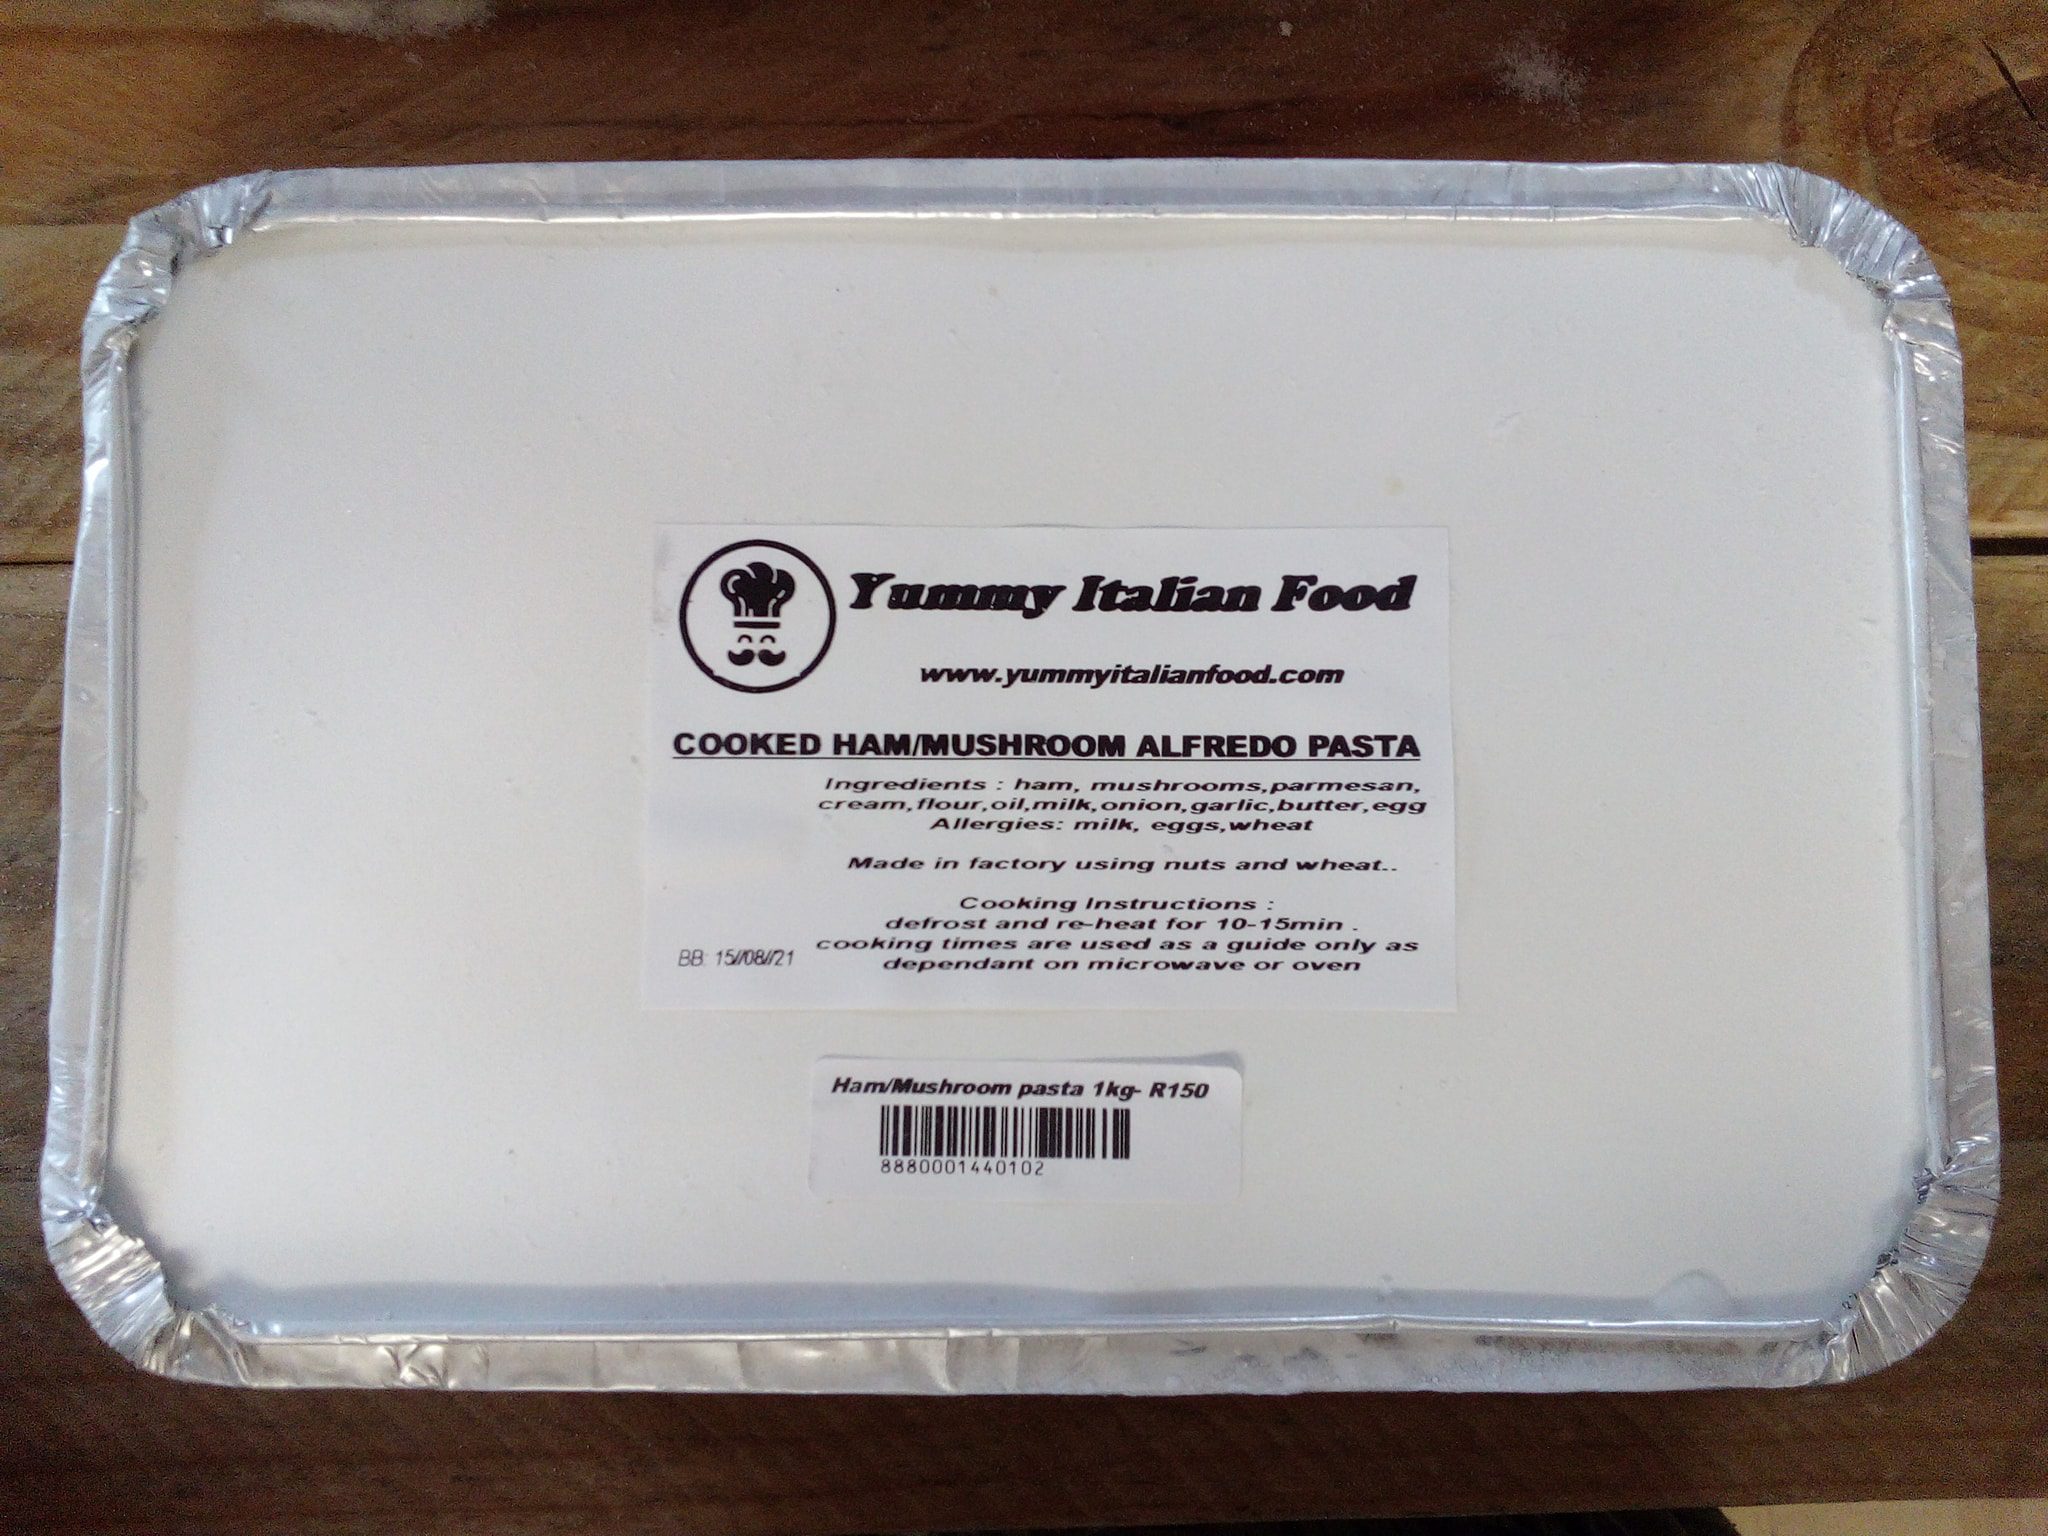 Yummy Italian Food
www.yummyitalianfood.com
COOKED HAM/MUSHROOM ALFREDO PASTA
Ingredients : ham, mushrooms,parmesan,
cream,flour,oil,milk,onion,garlic,butter,egg
Allergies: milk, eggs,wheat
Made in factory using nuts and wheat..
Cooking Instructions :
defrost and re-heat for 10-15min .
cooking times are used as a guide only as
dependant on microwave or oven
BB: 15//08//21
Ham/Mushroom pasta 1kg- R150
8880001440102